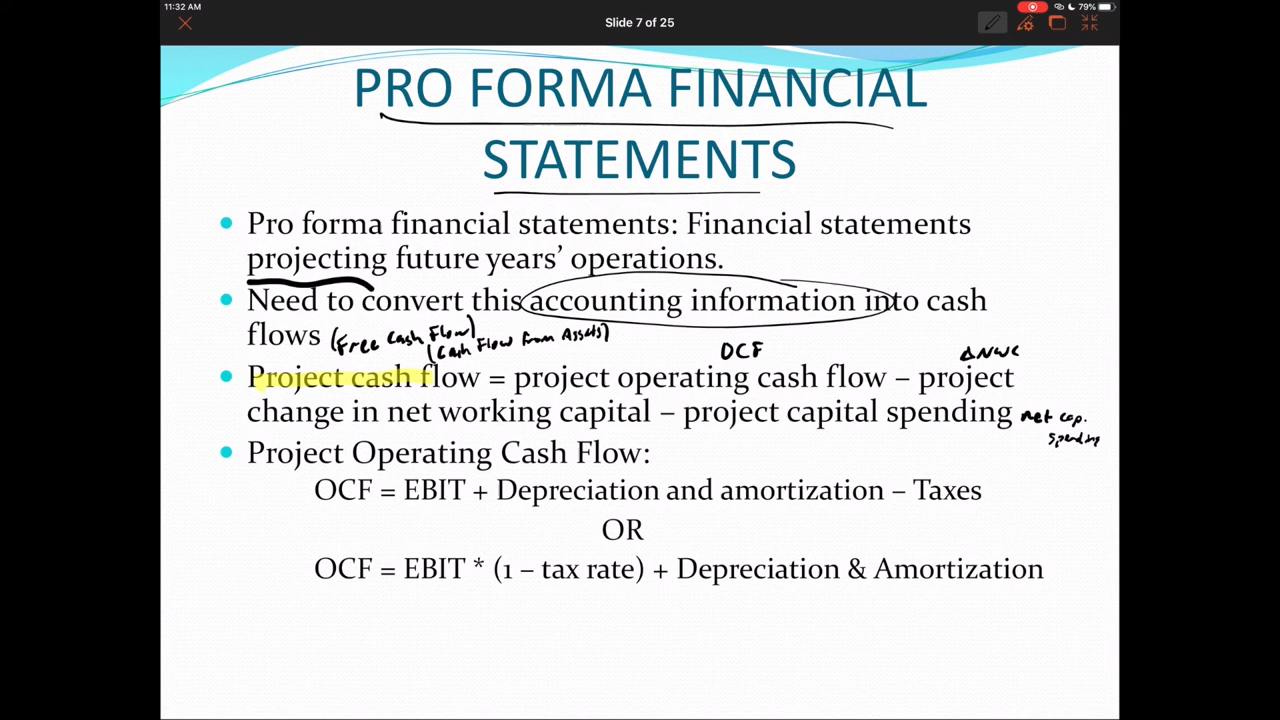 11:32 AM
79%
Slide 7 of 25
PRO FORMA FINANCIAL
STATEMENTS
Pro forma financial statements: Financial statements
projecting future years’ operations.
Need to convert this accounting information into cash
flows (Free Cash Flow)
(Cash Flow from Assets)
OCF
ΔNWC
Project cash flow = project operating cash flow – project
change in net working capital – project capital spending net cap.
spending
Project Operating Cash Flow:
OCF = EBIT + Depreciation and amortization – Taxes
OR
OCF = EBIT * (1 – tax rate) + Depreciation & Amortization